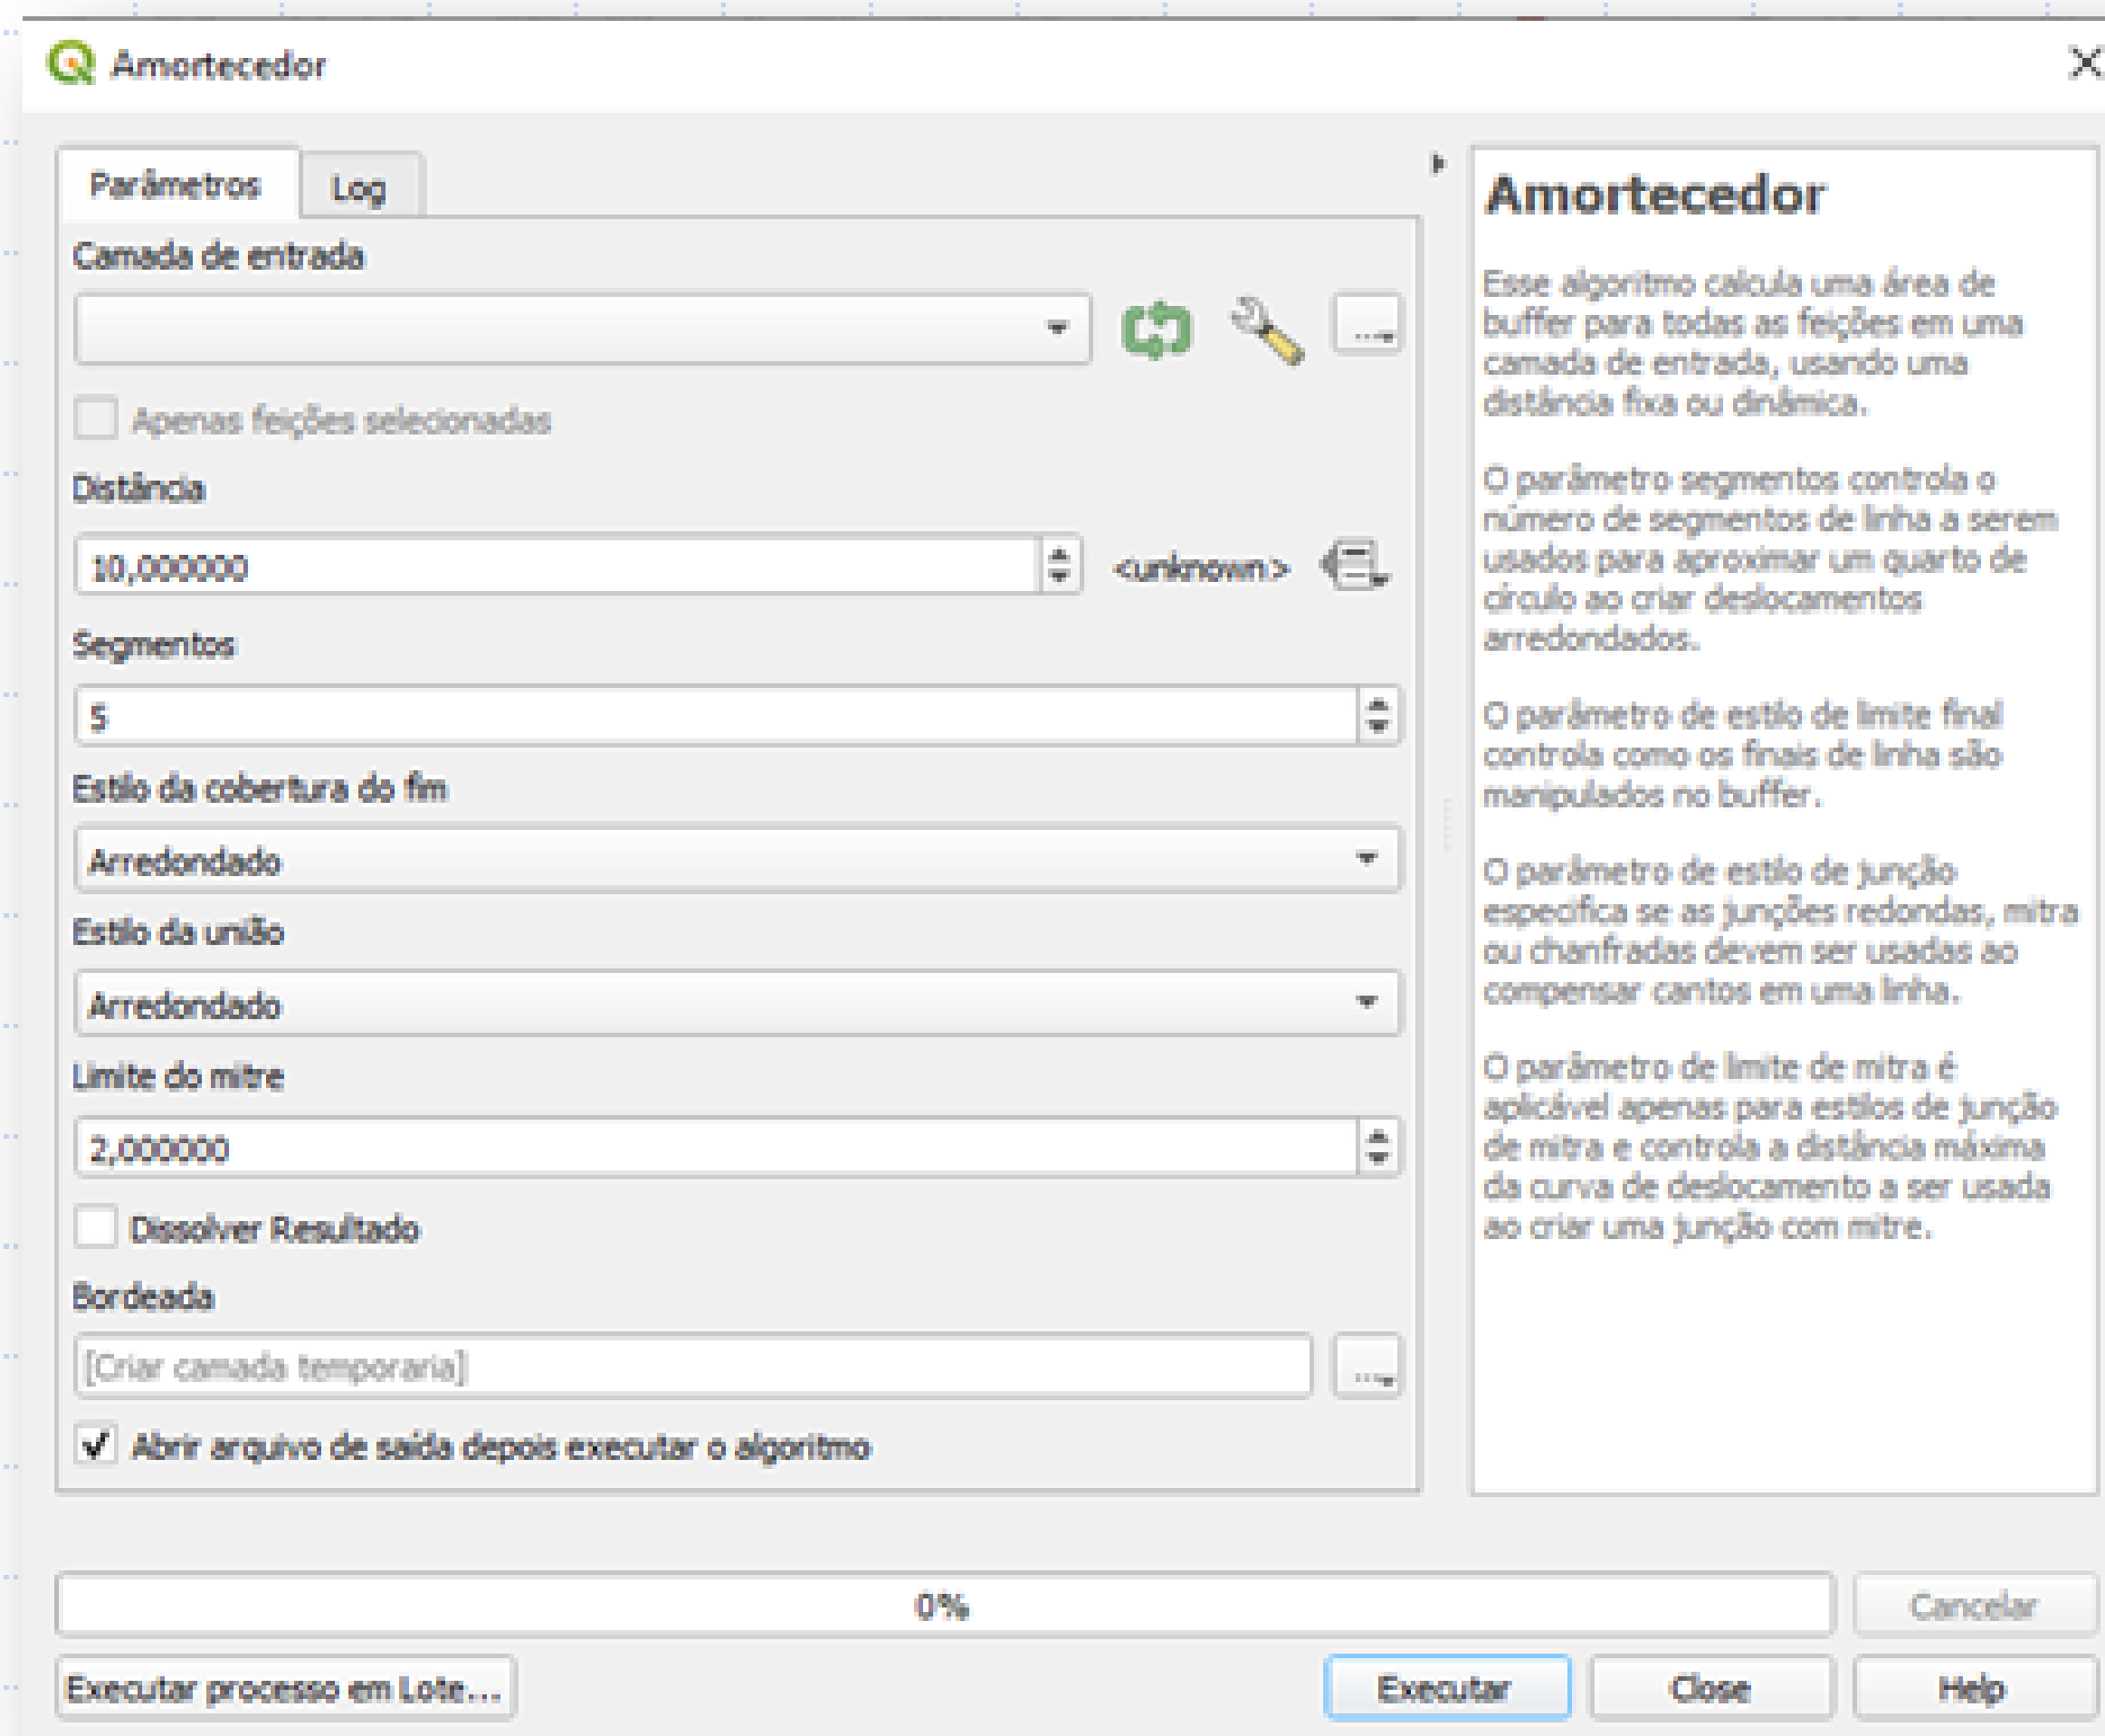 Amortecedor
Parâmetros
Log
Camada de entrada
...
Apenas feições selecionadas
Distância
10,000000
<unknown>
Segmentos
5
Estilo da cobertura do fim
Arredondado
Estilo da união
Arredondado
Limite do mitre
2,000000
Dissolver Resultado
Bordeada
[Criar camada temporaria]
...
Abrir arquivo de saída depois executar o algoritmo
Amortecedor
Esse algoritmo calcula uma área de
buffer para todas as feições em uma
camada de entrada, usando uma
distância fixa ou dinâmica.
O parâmetro segmentos controla o
número de segmentos de linha a serem
usados para aproximar um quarto de
círculo ao criar deslocamentos
arredondados.
O parâmetro de estilo de limite final
controla como os finais de linha são
manipulados no buffer.
O parâmetro de estilo de junção
especifica se as junções redondas, mitra
ou chanfradas devem ser usadas ao
compensar cantos em uma linha.
O parâmetro de limite de mitra é
aplicável apenas para estilos de junção
de mitra e controla a distância máxima
da curva de deslocamento a ser usada
ao criar uma junção com mitre.
0%
Cancelar
Executar processo em Lote...
Executar
Close
Help